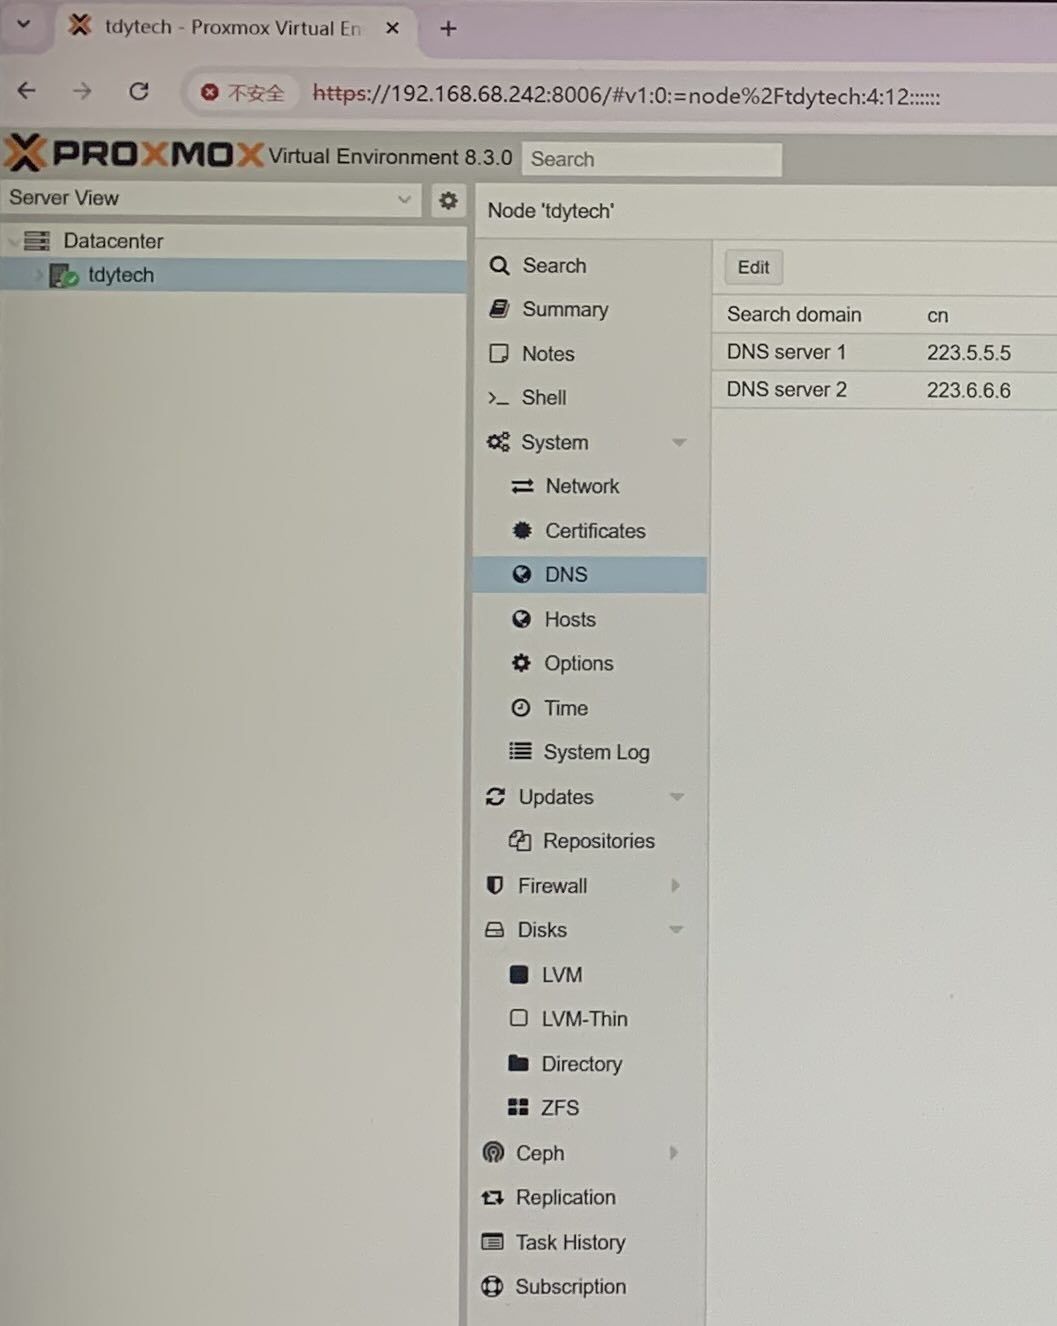 tdytech - Proxmox Virtual En
不安全 https://192.168.68.242:8006/#v1:0:=node%2Ftdytech:4:12::::::
PROXMOX Virtual Environment 8.3.0 Search
Server View
Node 'tdytech'
Datacenter
tdytech
Search
Summary
Notes
Shell
System
Network
Certificates
DNS
Hosts
Options
Time
System Log
Updates
Repositories
Firewall
Disks
LVM
LVM-Thin
Directory
ZFS
Ceph
Replication
Task History
Subscription
Edit
Search domain cn
DNS server 1 223.5.5.5
DNS server 2 223.6.6.6